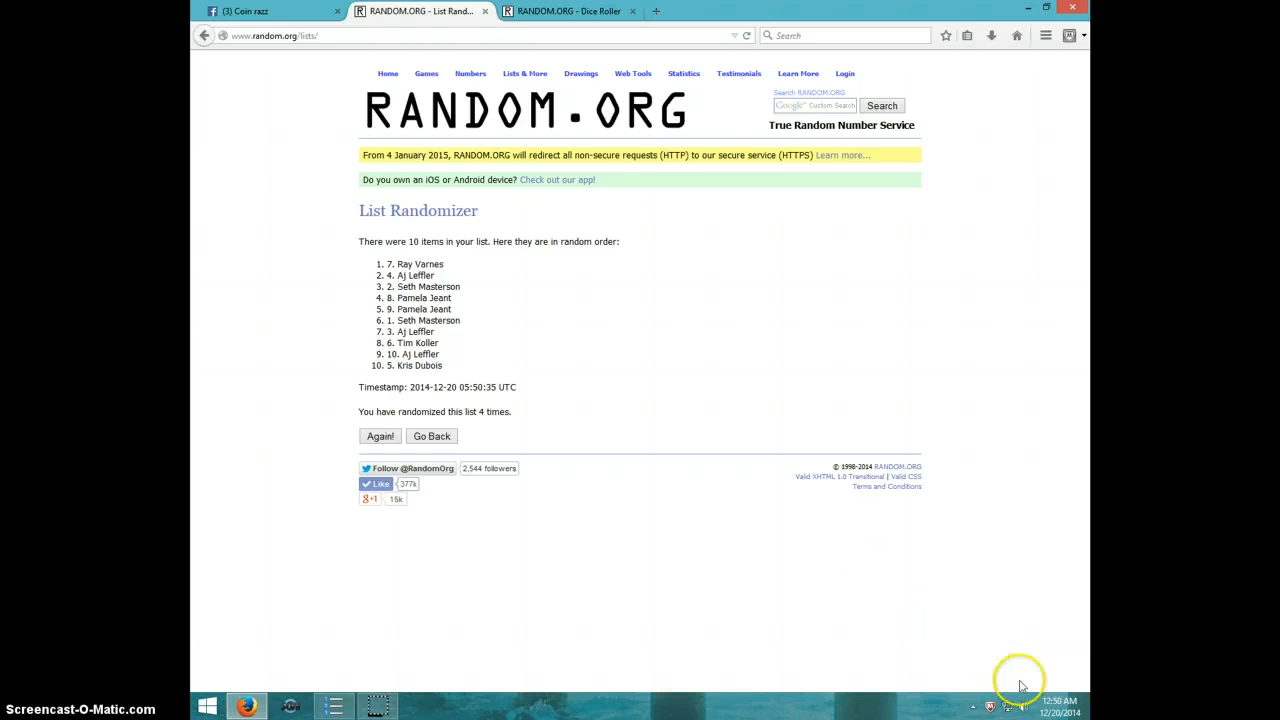 (3) Coin razz
RANDOM.ORG - List Rand...
RANDOM.ORG - Dice Roller
www.random.org/lists/
Search
Home Games Numbers Lists & More Drawings Web Tools Statistics Testimonials Learn More Login
RANDOM.ORG
Search RANDOM.ORG
Google™ Custom Search Search
True Random Number Service
From 4 January 2015, RANDOM.ORG will redirect all non-secure requests (HTTP) to our secure service (HTTPS) Learn more...
Do you own an iOS or Android device? Check out our app!
List Randomizer
There were 10 items in your list. Here they are in random order:
1. 7. Ray Varnes
2. 4. Aj Leffler
3. 2. Seth Masterson
4. 8. Pamela Jeant
5. 9. Pamela Jeant
6. 1. Seth Masterson
7. 3. Aj Leffler
8. 6. Tim Koller
9. 10. Aj Leffler
10. 5. Kris Dubois
Timestamp: 2014-12-20 05:50:35 UTC
You have randomized this list 4 times.
Again! Go Back
Follow @RandomOrg 2,544 followers
Like 377k
g+1 15k
© 1998-2014 RANDOM.ORG
Valid XHTML 1.0 Transitional | Valid CSS
Terms and Conditions
12:50 AM
12/20/2014
Screencast-O-Matic.com